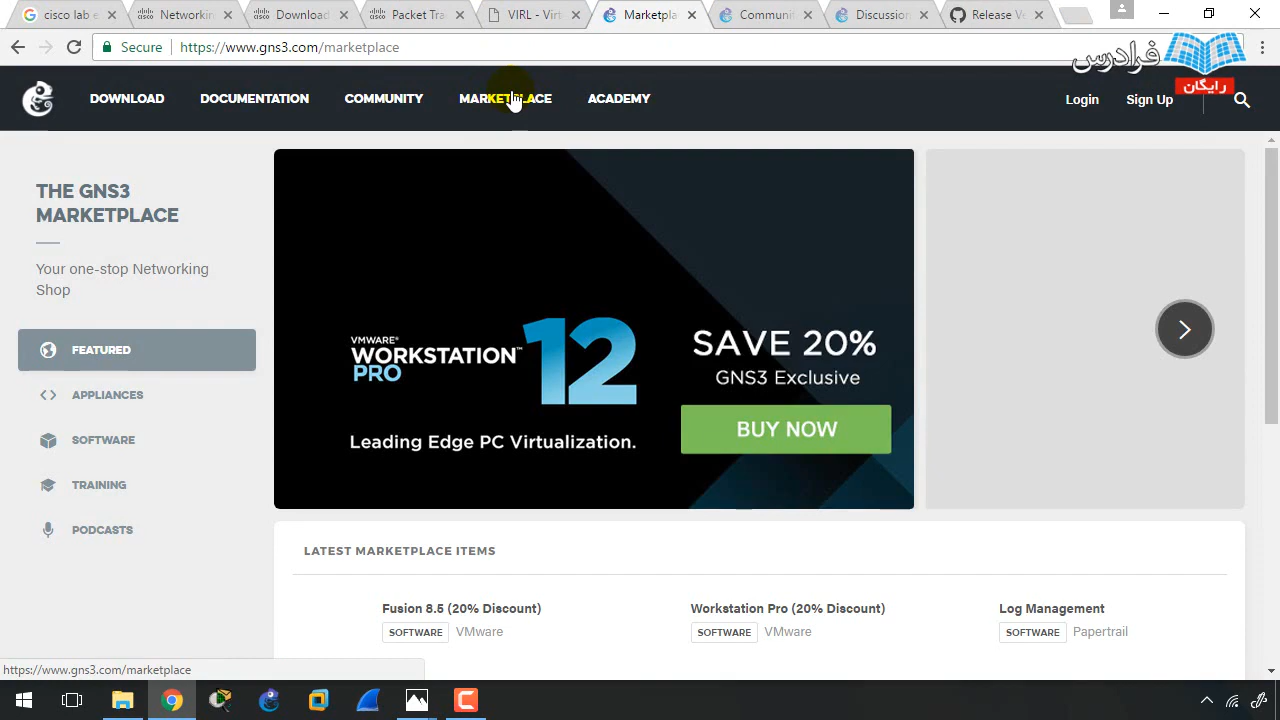 cisco lab e
Networkin
Download
Packet Tra
VIRL - Virt
Marketpla
Communi
Discussion
Release Ve
Secure
https://www.gns3.com/marketplace
فرادرس
رایگان
DOWNLOAD
DOCUMENTATION
COMMUNITY
MARKETPLACE
ACADEMY
Login
Sign Up
THE GNS3
MARKETPLACE
Your one-stop Networking
Shop
FEATURED
APPLIANCES
SOFTWARE
TRAINING
PODCASTS
VMWARE®
WORKSTATION™ 12
PRO
Leading Edge PC Virtualization.
SAVE 20%
GNS3 Exclusive
BUY NOW
LATEST MARKETPLACE ITEMS
Fusion 8.5 (20% Discount)
SOFTWARE VMware
Workstation Pro (20% Discount)
SOFTWARE VMware
Log Management
SOFTWARE Papertrail
https://www.gns3.com/marketplace